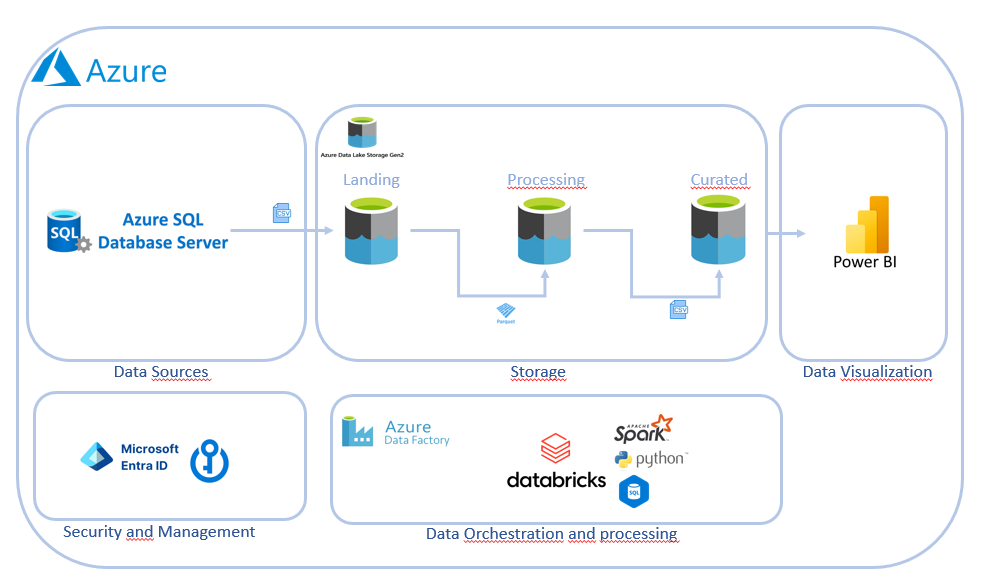 Azure
Azure Data Lake Storage Gen2
Landing
Processing
Curated
SQL
Azure SQL
Database Server
CSV
Parquet
CSV
Power BI
Data Sources
Storage
Data Visualization
Microsoft
Entra ID
Azure
Data Factory
databricks
APACHE
Spark™
python™
SQL
Security and Management
Data Orchestration and processing